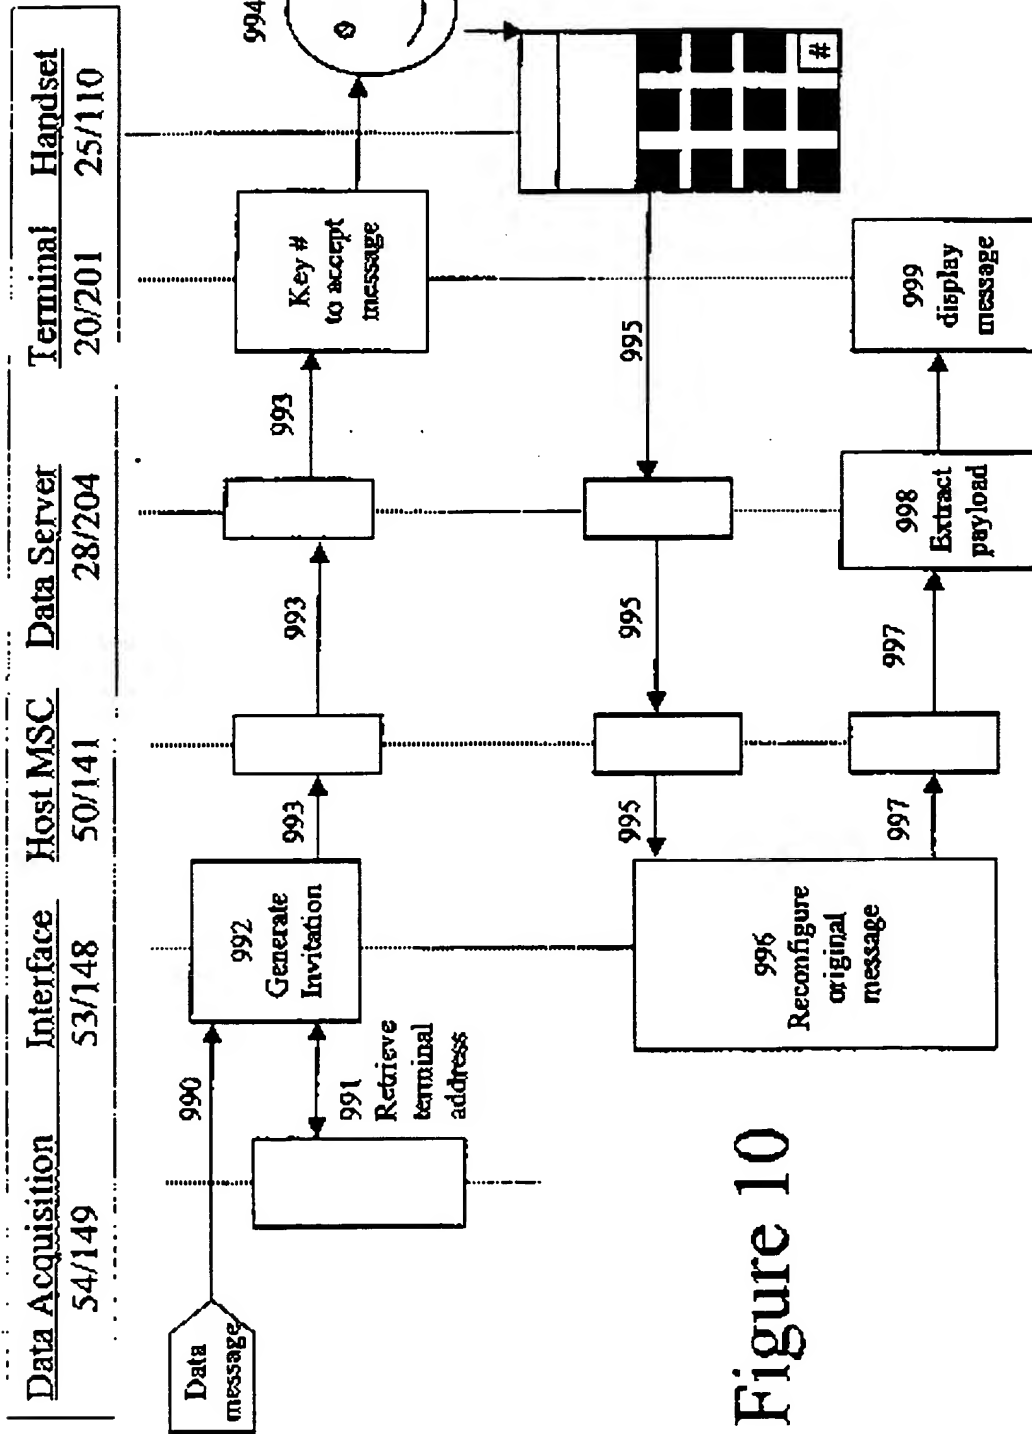 Data Acquisition Interface Host MSC Data Server Terminal Handset
54/149 53/148 50/141 28/204 20/201 25/110
Data
message
990
991
Retrieve
terminal
address
992
Generate
Invitation
993
993
993
Key #
to accept
message
994
#
995
995
995
996
Reconfigure
original
message
997
997
998
Extract
payload
999
display
message
Figure 10